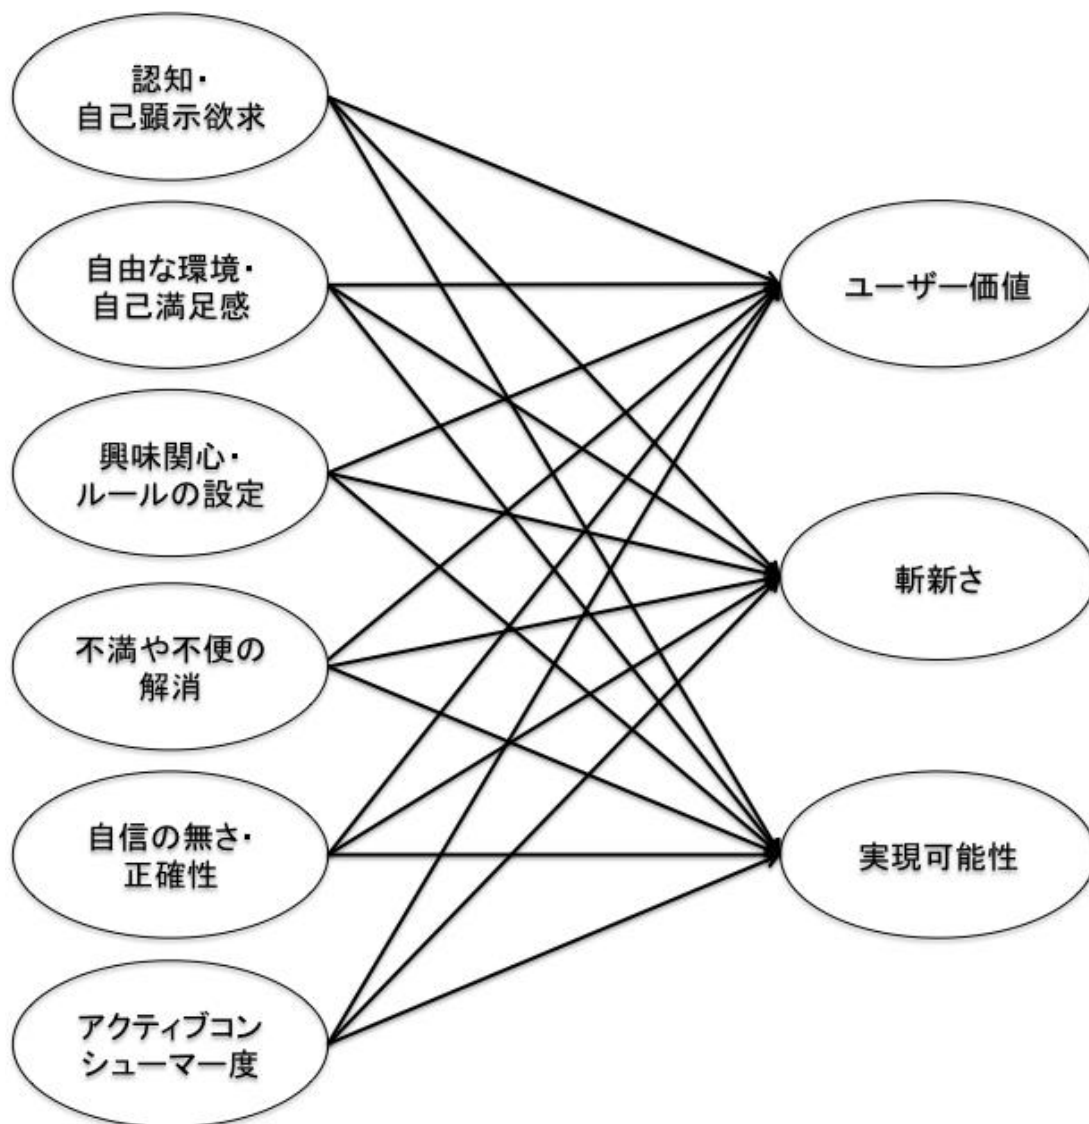 認知・
自己顕示欲求
自由な環境・
自己満足感
興味関心・
ルールの設定
不満や不便の
解消
自信の無さ・
正確性
アクティブコン
シューマー度
ユーザー価値
斬新さ
実現可能性